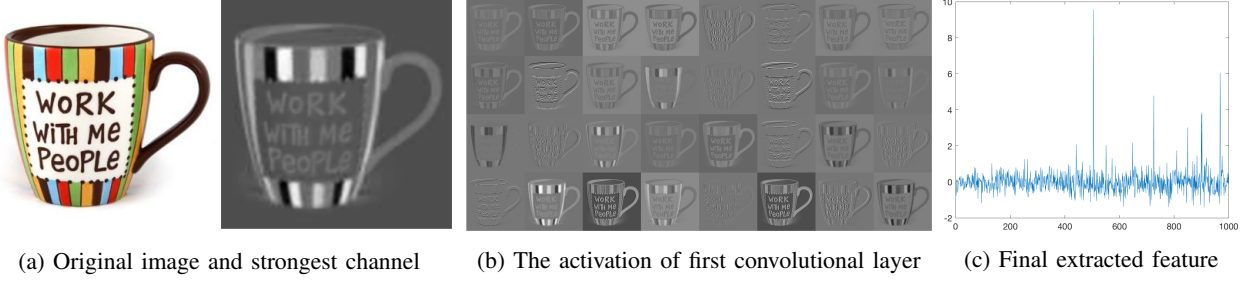 WORK
WITH ME
PEOPLE
WORK
WITH ME
PEOPLE
10
8
6
4
2
0
-2
0
200
400
600
800
1000
(a) Original image and strongest channel
(b) The activation of first convolutional layer
(c) Final extracted feature